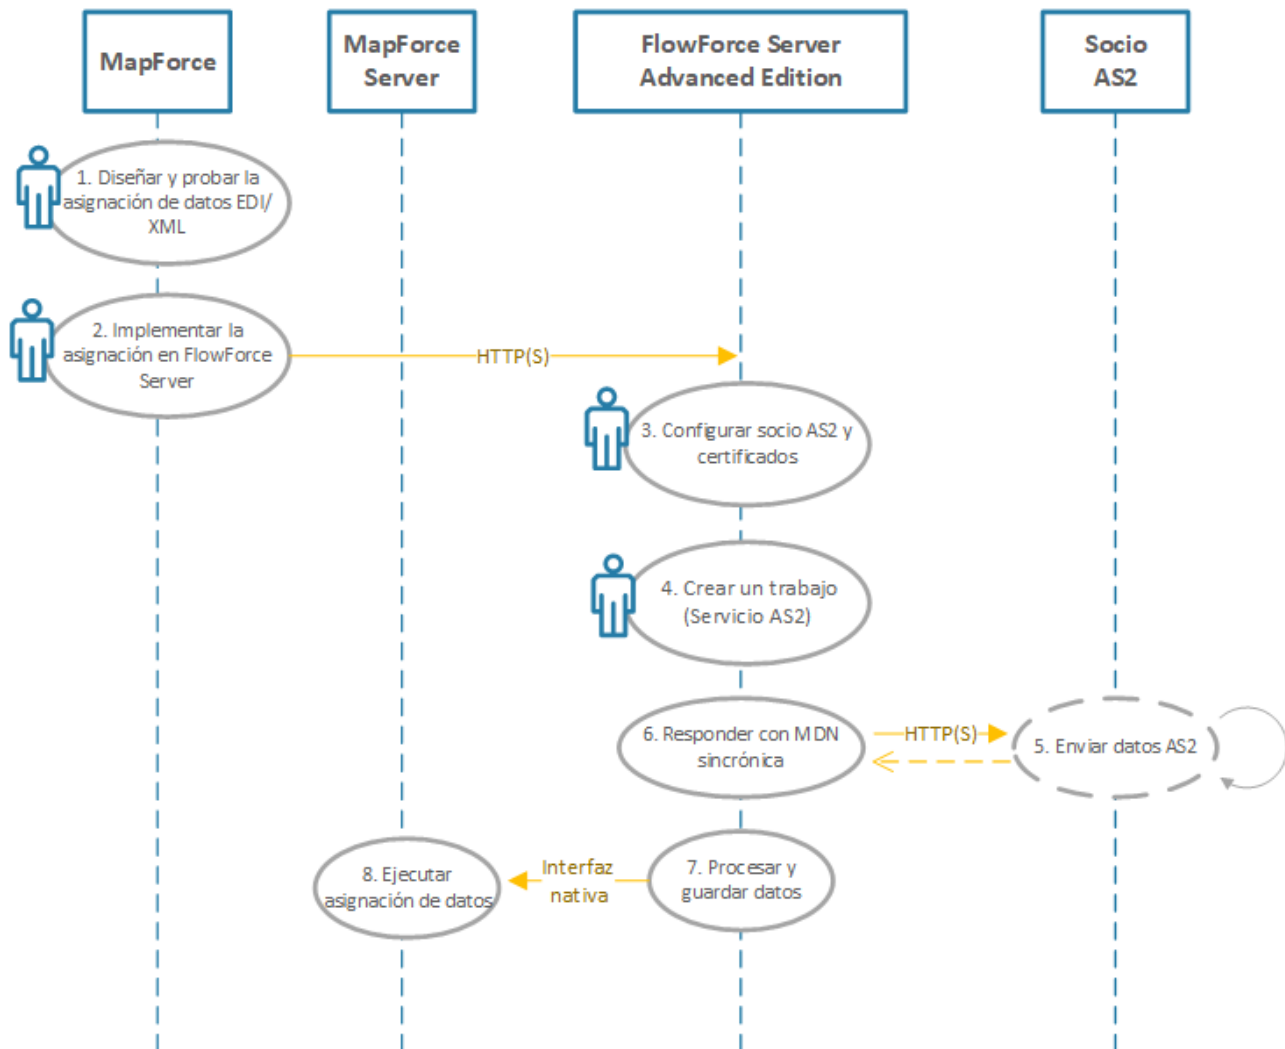 MapForce
MapForce
Server
FlowForce Server
Advanced Edition
Socio
AS2
1. Diseñar y probar la
asignación de datos EDI/
XML
2. Implementar la
asignación en FlowForce
Server
HTTP(S)
3. Configurar socio AS2 y
certificados
4. Crear un trabajo
(Servicio AS2)
6. Responder con MDN
sincrónica
HTTP(S)
5. Enviar datos AS2
8. Ejecutar
asignación de datos
Interfaz
nativa
7. Procesar y
guardar datos